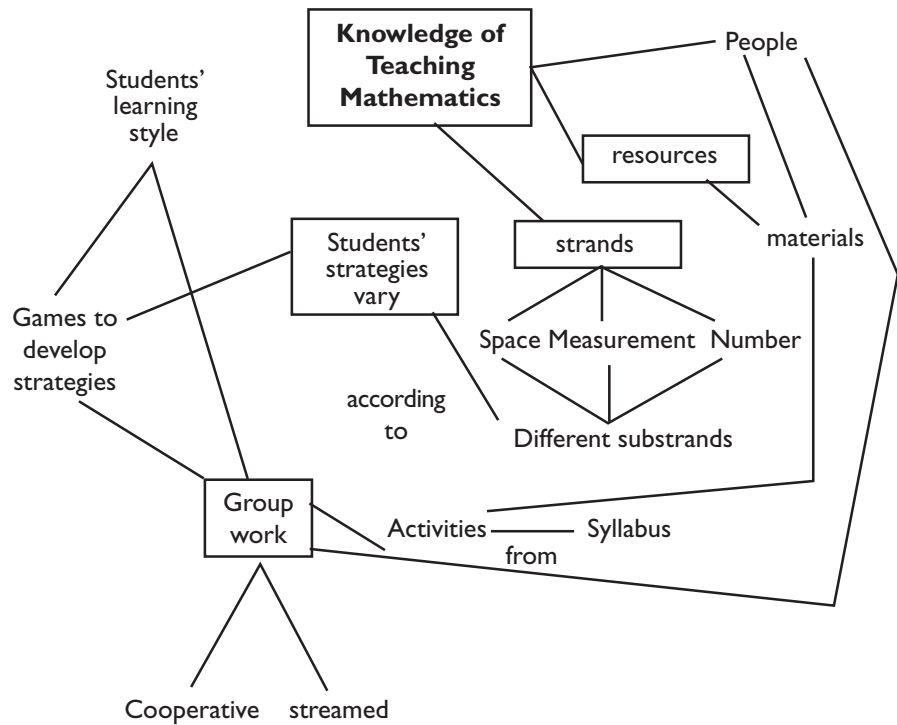 Knowledge of
Teaching
Mathematics
People
Students’
learning
style
resources
Students’
strategies
vary
strands
materials
Games to
develop
strategies
Space Measurement Number
according
to
Different substrands
Group
work
Activities
Syllabus
from
Cooperative
streamed